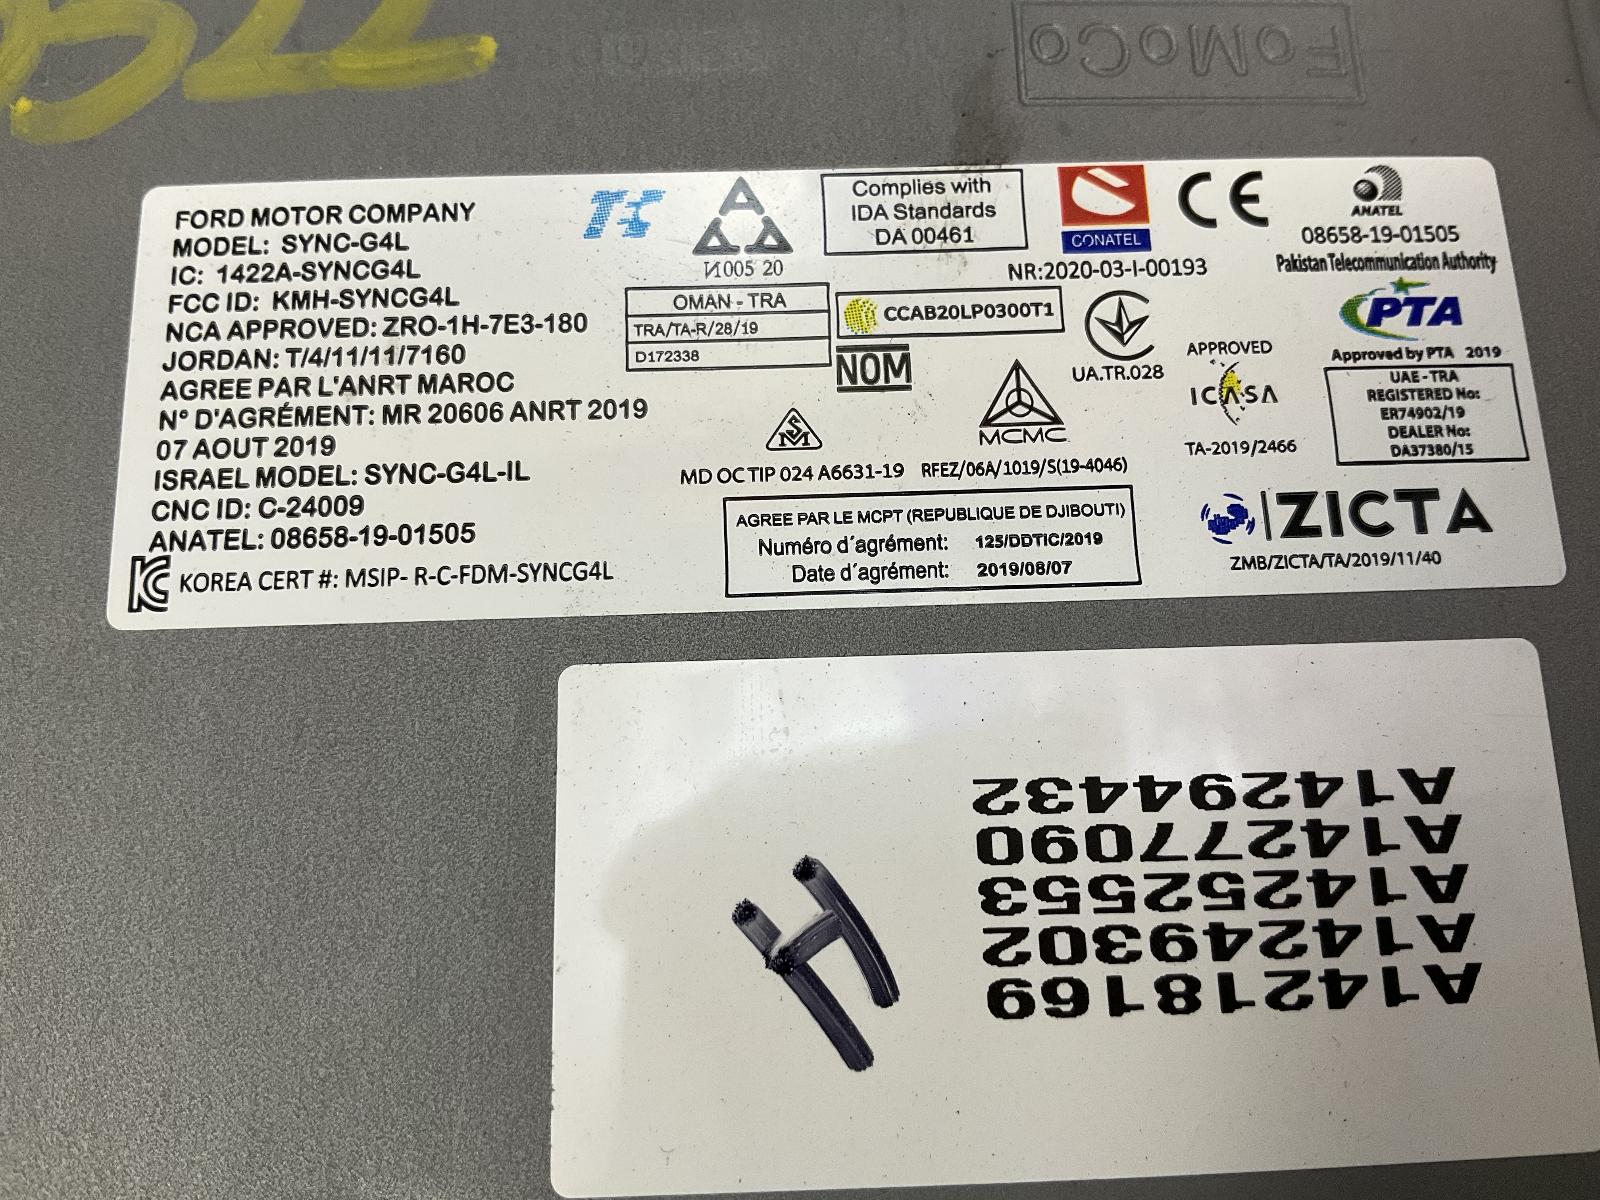 FoMoCo
FORD MOTOR COMPANY
MODEL: SYNC-G4L
IC: 1422A-SYNCG4L
FCC ID: KMH-SYNCG4L
NCA APPROVED: ZRO-1H-7E3-180
JORDAN: T/4/11/11/7160
AGREE PAR L'ANRT MAROC
N° D'AGRÉMENT: MR 20606 ANRT 2019
07 AOUT 2019
ISRAEL MODEL: SYNC-G4L-IL
CNC ID: C-24009
ANATEL: 08658-19-01505
KOREA CERT #: MSIP- R-C-FDM-SYNCG4L
И005 20
OMAN - TRA
TRA/TA-R/28/19
D172338
Complies with
IDA Standards
DA 00461
CONATEL
NR:2020-03-I-00193
CE
ANATEL
08658-19-01505
Pakistan Telecommunication Authority
PTA
Approved by PTA 2019
CCAB20LP0300T1
NOM
UA.TR.028
APPROVED
ICASA
TA-2019/2466
UAE-TRA
REGISTERED No:
ER74902/19
DEALER No:
DA37380/15
MCMC
MD OC TIP 024 A6631-19
RFEZ/06A/1019/S(19-4046)
AGREE PAR LE MCPT (REPUBLIQUE DE DJIBOUTI)
Numéro d´agrément: 125/DDTIC/2019
Date d´agrément: 2019/08/07
ZICTA
ZMB/ZICTA/TA/2019/11/40
A14218169
A14249302
A14252553
A14277090
A14294432
H